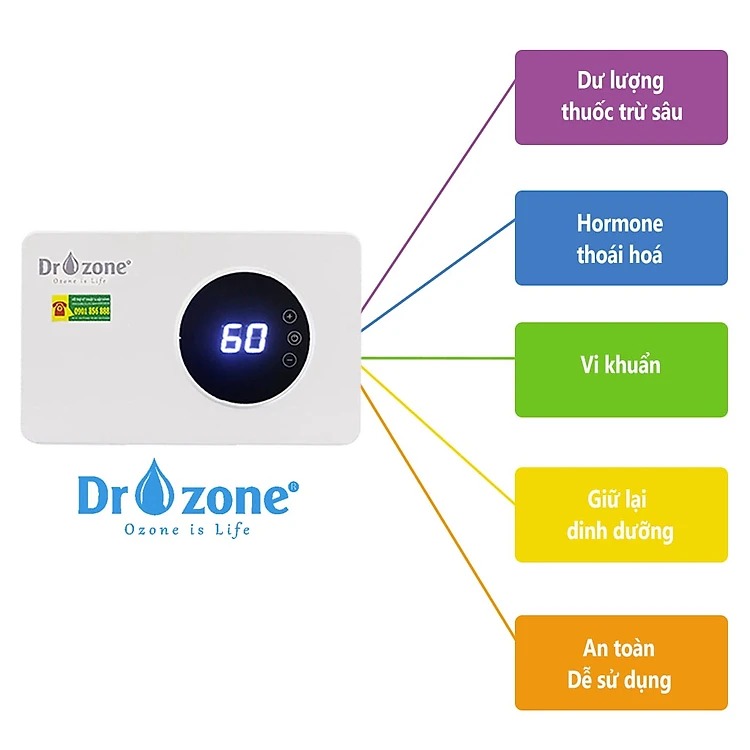 Dr zone®
Ozone is Life
0901 856 888
60
Dr zone®
Ozone is Life
Dư lượng
thuốc trừ sâu
Hormone
thoái hoá
Vi khuẩn
Giữ lại
dinh dưỡng
An toàn
Dễ sử dụng